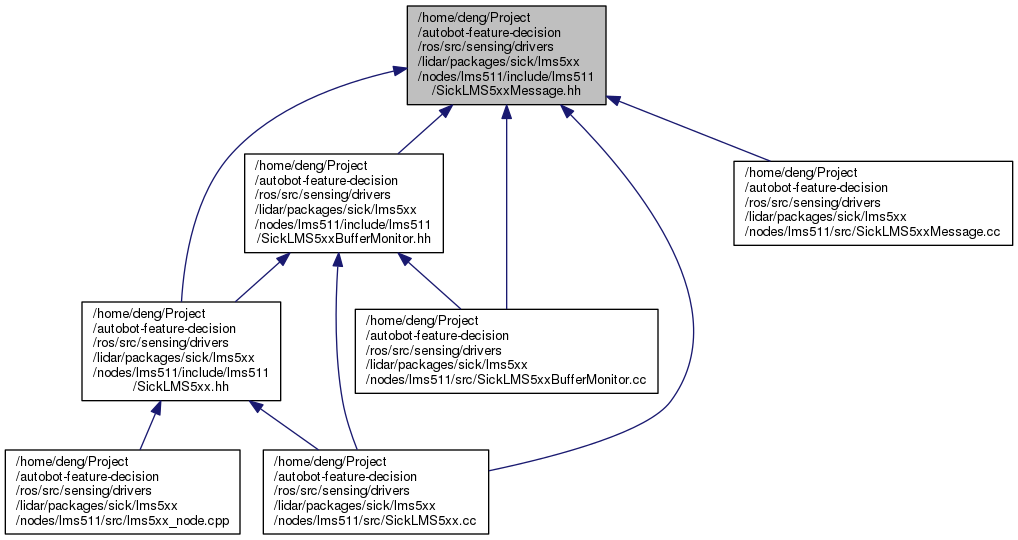 /home/deng/Project
/autobot-feature-decision
/ros/src/sensing/drivers
/lidar/packages/sick/lms5xx
/nodes/lms511/include/lms511
/SickLMS5xxMessage.hh
/home/deng/Project
/autobot-feature-decision
/ros/src/sensing/drivers
/lidar/packages/sick/lms5xx
/nodes/lms511/include/lms511
/SickLMS5xxBufferMonitor.hh
/home/deng/Project
/autobot-feature-decision
/ros/src/sensing/drivers
/lidar/packages/sick/lms5xx
/nodes/lms511/src/SickLMS5xxMessage.cc
/home/deng/Project
/autobot-feature-decision
/ros/src/sensing/drivers
/lidar/packages/sick/lms5xx
/nodes/lms511/include/lms511
/SickLMS5xx.hh
/home/deng/Project
/autobot-feature-decision
/ros/src/sensing/drivers
/lidar/packages/sick/lms5xx
/nodes/lms511/src/SickLMS5xxBufferMonitor.cc
/home/deng/Project
/autobot-feature-decision
/ros/src/sensing/drivers
/lidar/packages/sick/lms5xx
/nodes/lms511/src/lms5xx_node.cpp
/home/deng/Project
/autobot-feature-decision
/ros/src/sensing/drivers
/lidar/packages/sick/lms5xx
/nodes/lms511/src/SickLMS5xx.cc